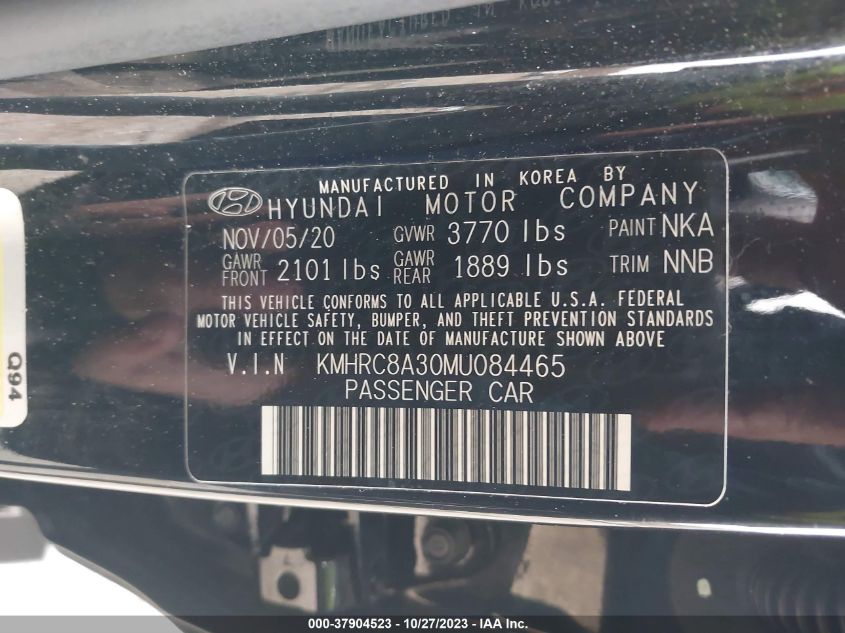 MANUFACTURED IN KOREA BY
HYUNDAI MOTOR COMPANY
NOV/05/20 GVWR 3770 lbs PAINT NKA
GAWR FRONT 2101 lbs GAWR REAR 1889 lbs TRIM NNB
THIS VEHICLE CONFORMS TO ALL APPLICABLE U.S.A. FEDERAL
MOTOR VEHICLE SAFETY, BUMPER, AND THEFT PREVENTION STANDARDS
IN EFFECT ON THE DATE OF MANUFACTURE SHOWN ABOVE
V.I.N KMHRC8A30MU084465
PASSENGER CAR
Q94
000-37904523 - 10/27/2023 - IAA Inc.